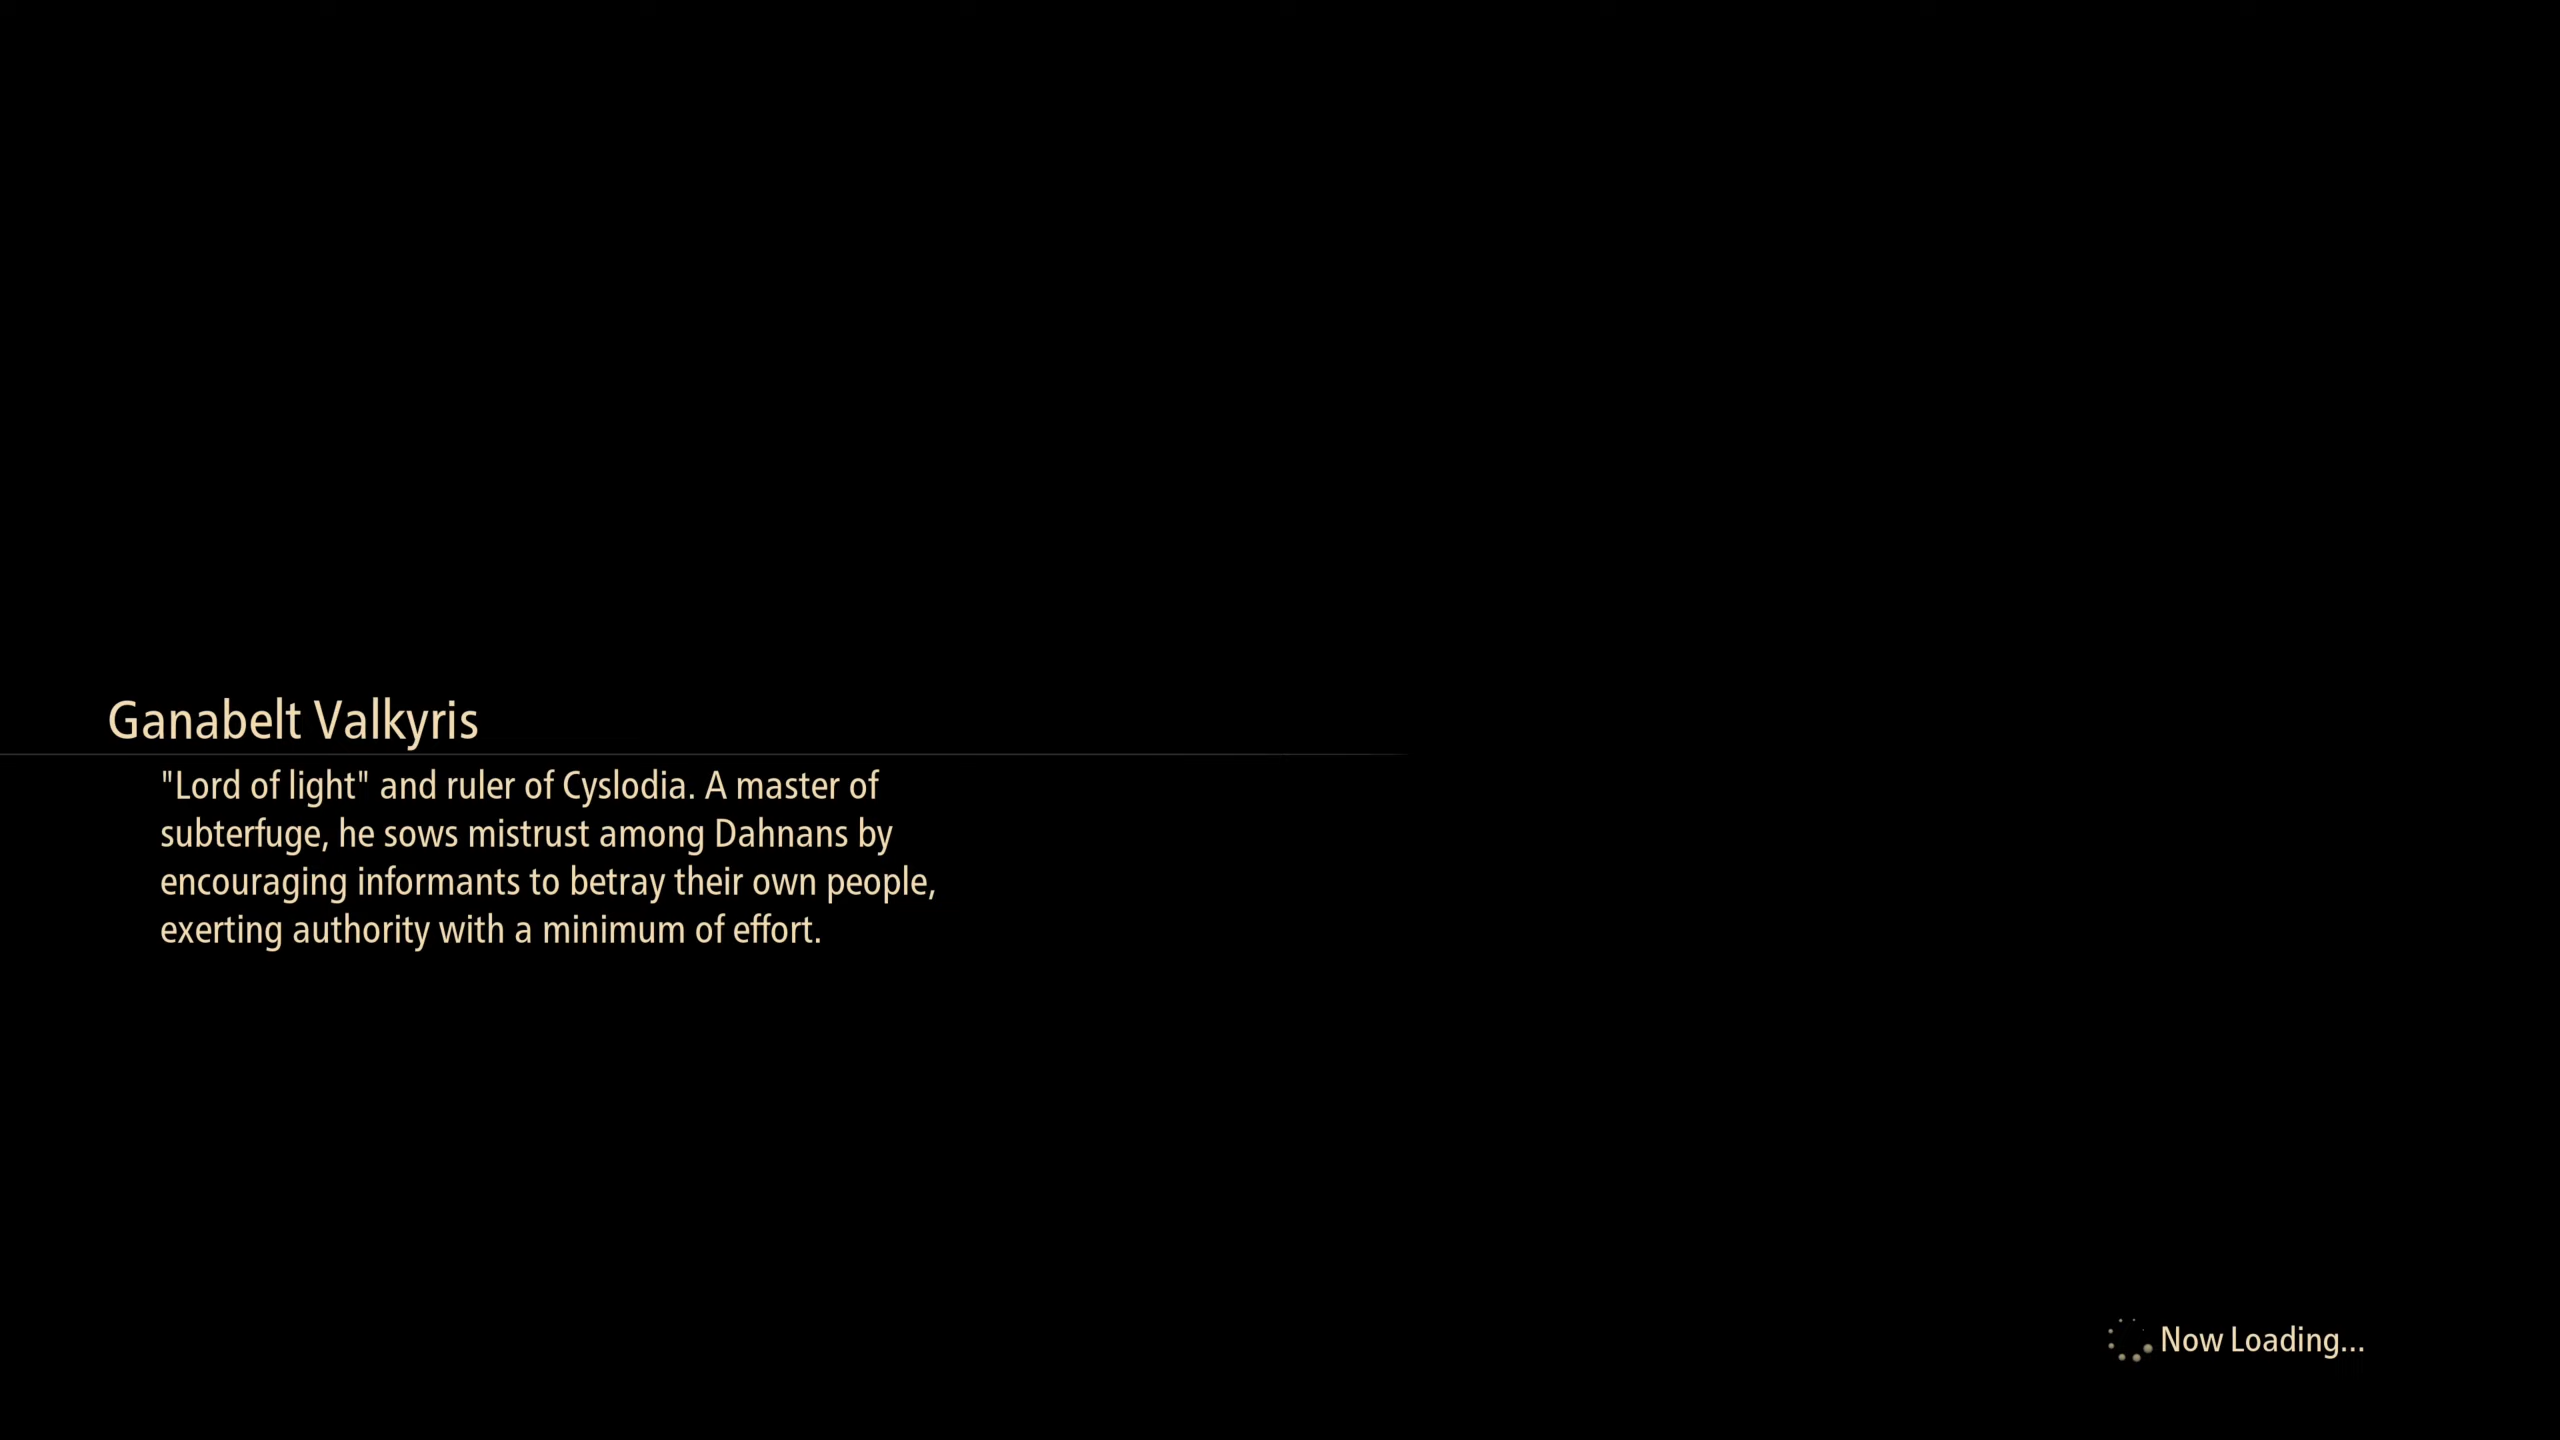 Ganabelt Valkyris
"Lord of light" and ruler of Cyslodia. A master of
subterfuge, he sows mistrust among Dahnans by
encouraging informants to betray their own people,
exerting authority with a minimum of effort.
Now Loading...